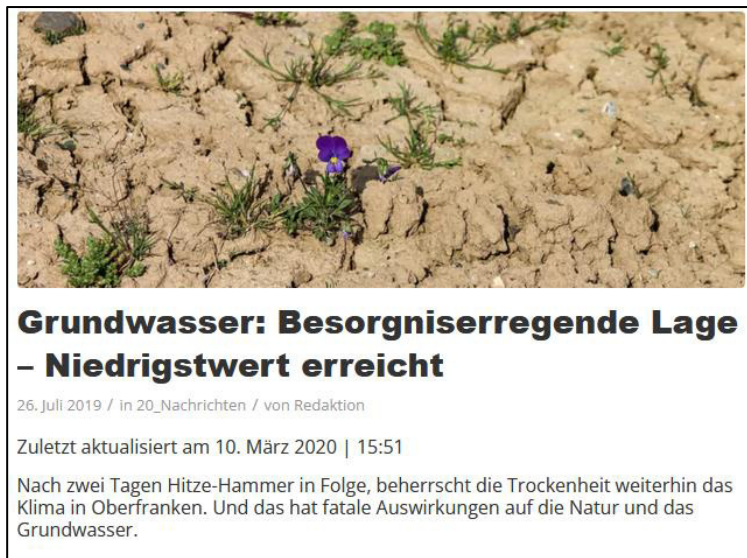 Grundwasser: Besorgniserregende Lage
– Niedrigstwert erreicht
26. Juli 2019 / in 20_Nachrichten / von Redaktion
Zuletzt aktualisiert am 10. März 2020 | 15:51
Nach zwei Tagen Hitze-Hammer in Folge, beherrscht die Trockenheit weiterhin das
Klima in Oberfranken. Und das hat fatale Auswirkungen auf die Natur und das
Grundwasser.